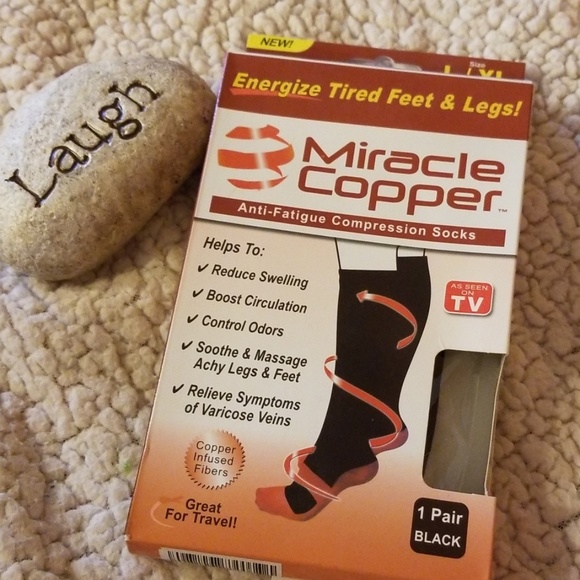 Laugh
NEW!
Size
L / XL
Energize Tired Feet & Legs!
Miracle
Copper™
Anti-Fatigue Compression Socks
Helps To:
✓ Reduce Swelling
✓ Boost Circulation
✓ Control Odors
✓ Soothe & Massage
Achy Legs & Feet
✓ Relieve Symptoms
of Varicose Veins
AS SEEN
ON
TV
Copper
Infused
Fibers
Great
For Travel!
1 Pair
BLACK